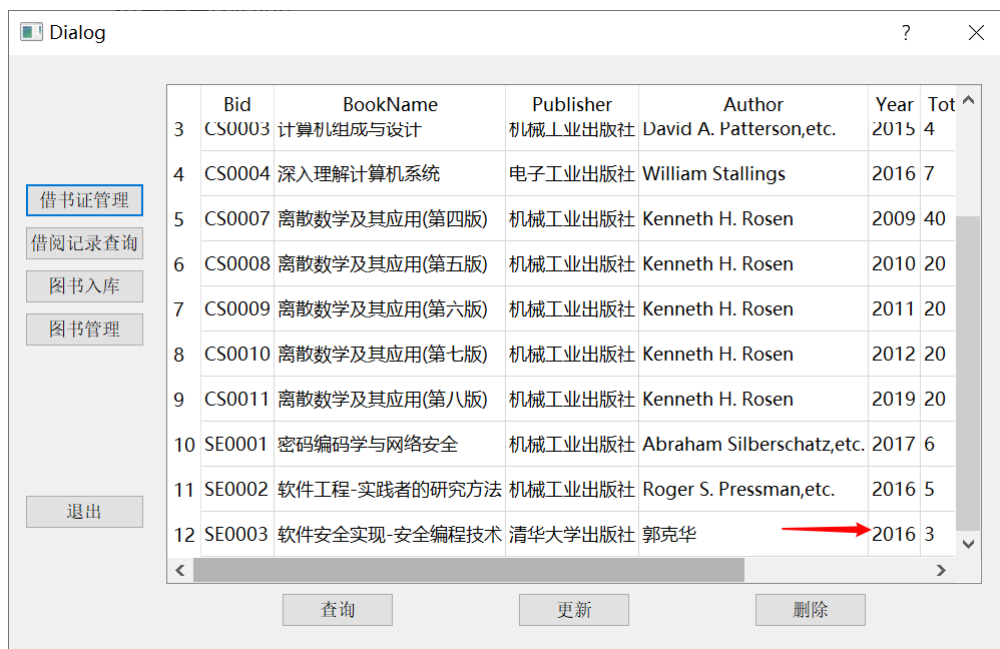 Dialog ?
Bid BookName Publisher Author Year Tot
3 CS0003 计算机组成与设计 机械工业出版社 David A. Patterson,etc. 2015 4
4 CS0004 深入理解计算机系统 电子工业出版社 William Stallings 2016 7
5 CS0007 离散数学及其应用(第四版) 机械工业出版社 Kenneth H. Rosen 2009 40
6 CS0008 离散数学及其应用(第五版) 机械工业出版社 Kenneth H. Rosen 2010 20
7 CS0009 离散数学及其应用(第六版) 机械工业出版社 Kenneth H. Rosen 2011 20
8 CS0010 离散数学及其应用(第七版) 机械工业出版社 Kenneth H. Rosen 2012 20
9 CS0011 离散数学及其应用(第八版) 机械工业出版社 Kenneth H. Rosen 2019 20
10 SE0001 密码编码学与网络安全 机械工业出版社 Abraham Silberschatz,etc. 2017 6
11 SE0002 软件工程-实践者的研究方法 机械工业出版社 Roger S. Pressman,etc. 2016 5
12 SE0003 软件安全实现-安全编程技术 清华大学出版社 郭克华 2016 3
借书证管理
借阅记录查询
图书入库
图书管理
退出
查询 更新 删除